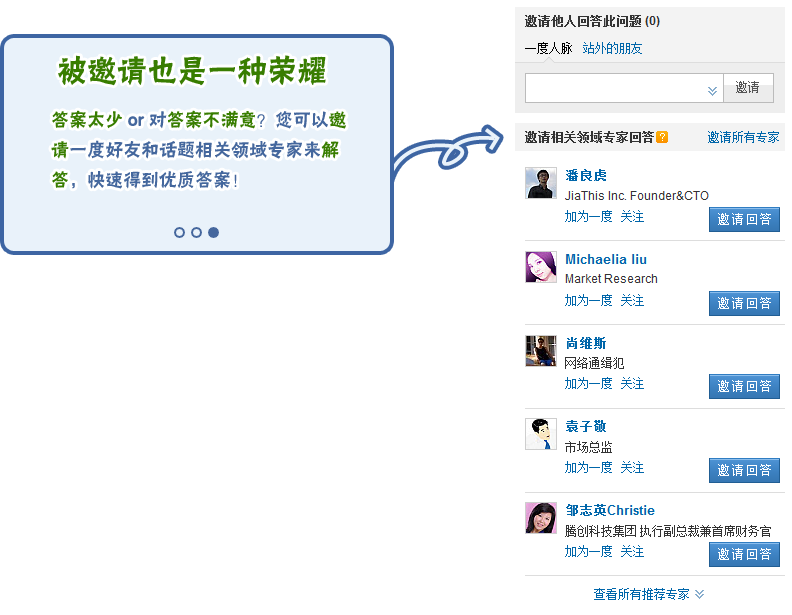 被邀请也是一种荣耀
答案太少 or 对答案不满意？您可以邀
请一度好友和话题相关领域专家来解
答，快速得到优质答案！
邀请他人回答此问题 (0)
一度人脉 站外的朋友
邀请
邀请相关领域专家回答 ? 邀请所有专家
潘良虎
JiaThis Inc. Founder&CTO
加为一度 关注
邀请回答
Michaelia liu
Market Research
加为一度 关注
邀请回答
尚维斯
网络通缉犯
加为一度 关注
邀请回答
袁子敬
市场总监
加为一度 关注
邀请回答
邹志英Christie
腾创科技集团 执行副总裁兼首席财务官
加为一度 关注
邀请回答
查看所有推荐专家